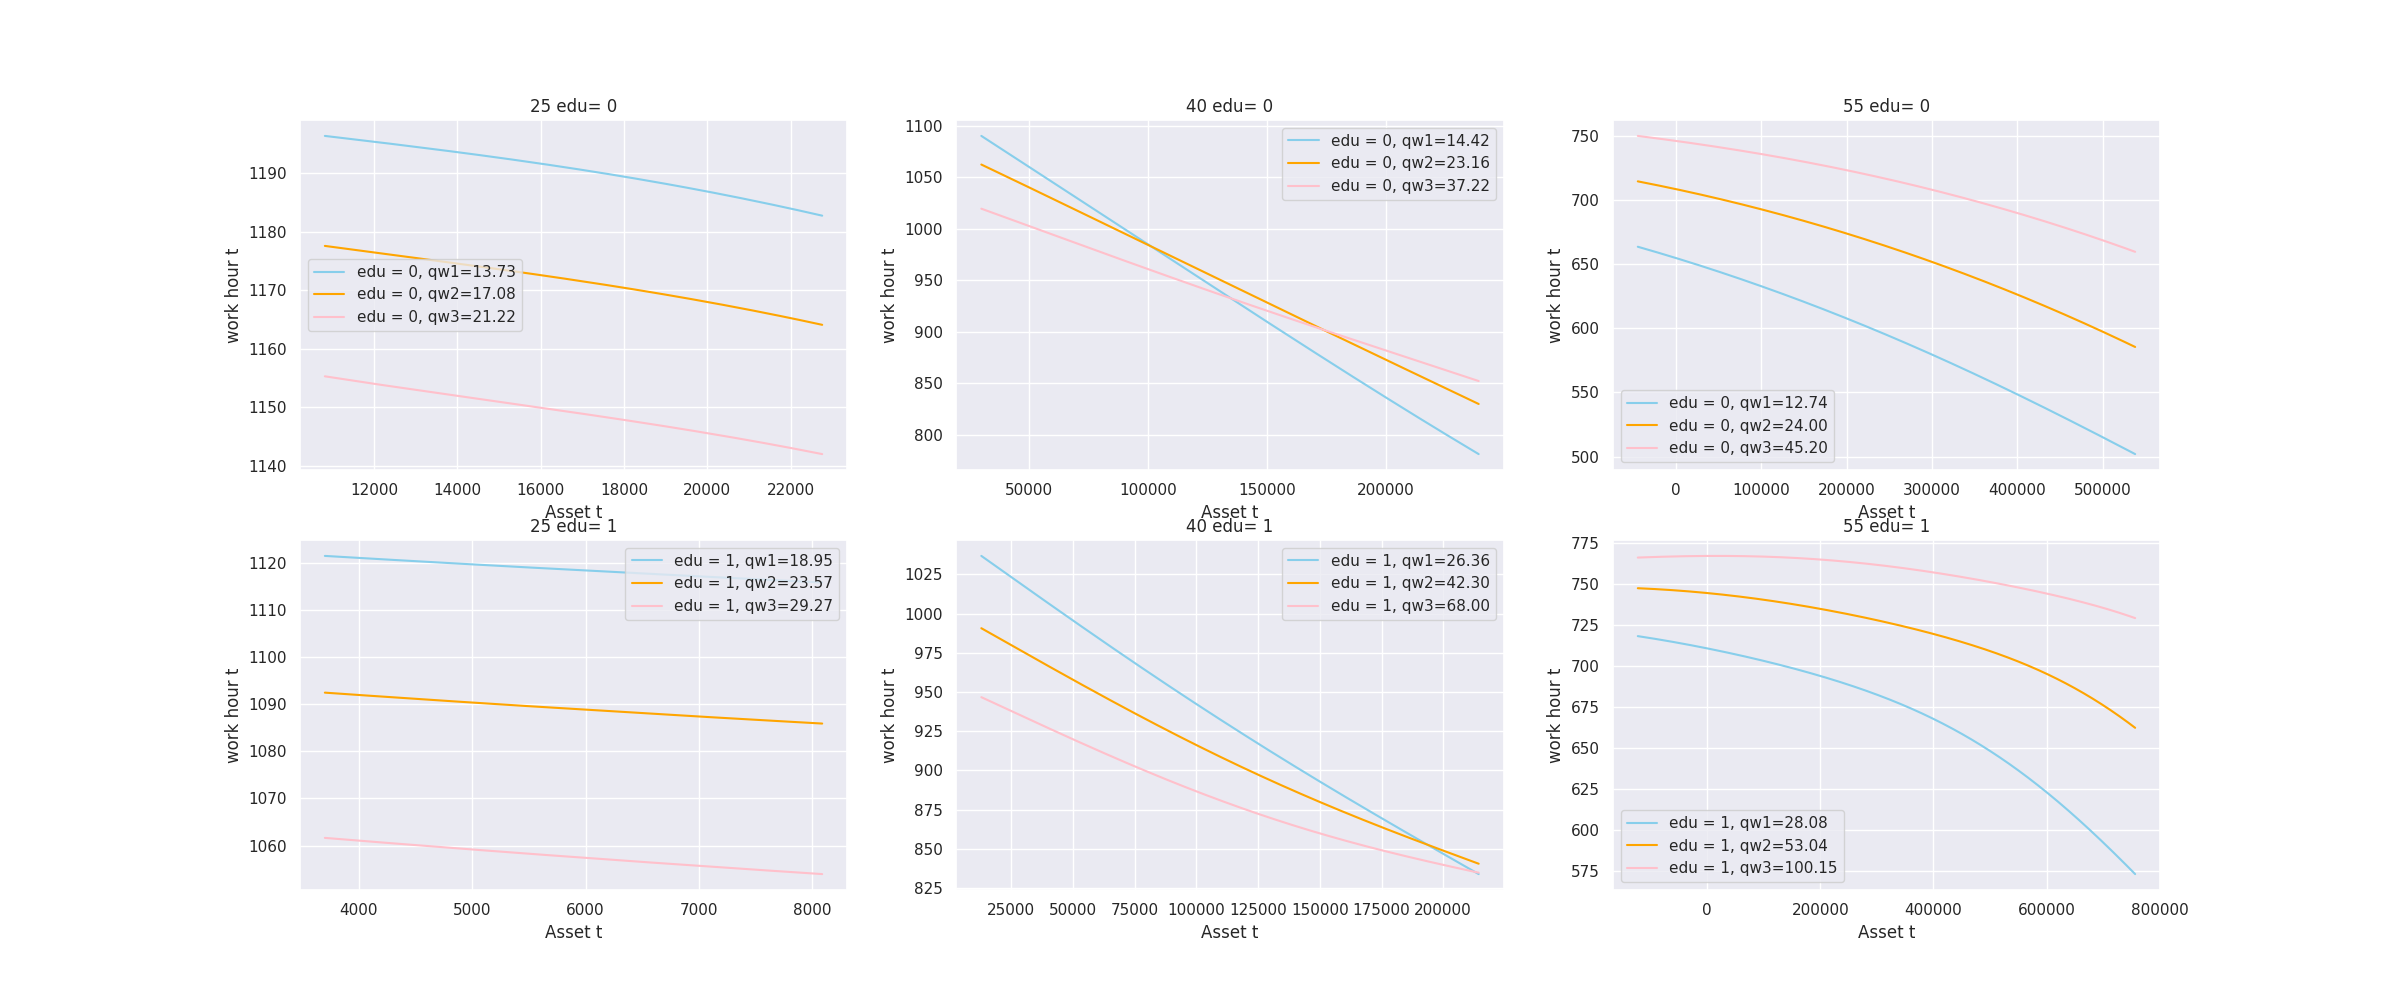 25 edu= 0
work hour t
1190
1180
1170
1160
1150
1140
edu = 0, qw1=13.73
edu = 0, qw2=17.08
edu = 0, qw3=21.22
12000 14000 16000 18000 20000 22000
Asset t
40 edu= 0
work hour t
1100
1050
1000
950
900
850
800
edu = 0, qw1=14.42
edu = 0, qw2=23.16
edu = 0, qw3=37.22
50000 100000 150000 200000
Asset t
55 edu= 0
work hour t
750
700
650
600
550
500
edu = 0, qw1=12.74
edu = 0, qw2=24.00
edu = 0, qw3=45.20
0 100000 200000 300000 400000 500000
Asset t
25 edu= 1
work hour t
1120
1110
1100
1090
1080
1070
1060
edu = 1, qw1=18.95
edu = 1, qw2=23.57
edu = 1, qw3=29.27
4000 5000 6000 7000 8000
Asset t
40 edu= 1
work hour t
1025
1000
975
950
925
900
875
850
825
edu = 1, qw1=26.36
edu = 1, qw2=42.30
edu = 1, qw3=68.00
25000 50000 75000 100000 125000 150000 175000 200000
Asset t
55 edu= 1
work hour t
775
750
725
700
675
650
625
600
575
edu = 1, qw1=28.08
edu = 1, qw2=53.04
edu = 1, qw3=100.15
0 200000 400000 600000 800000
Asset t